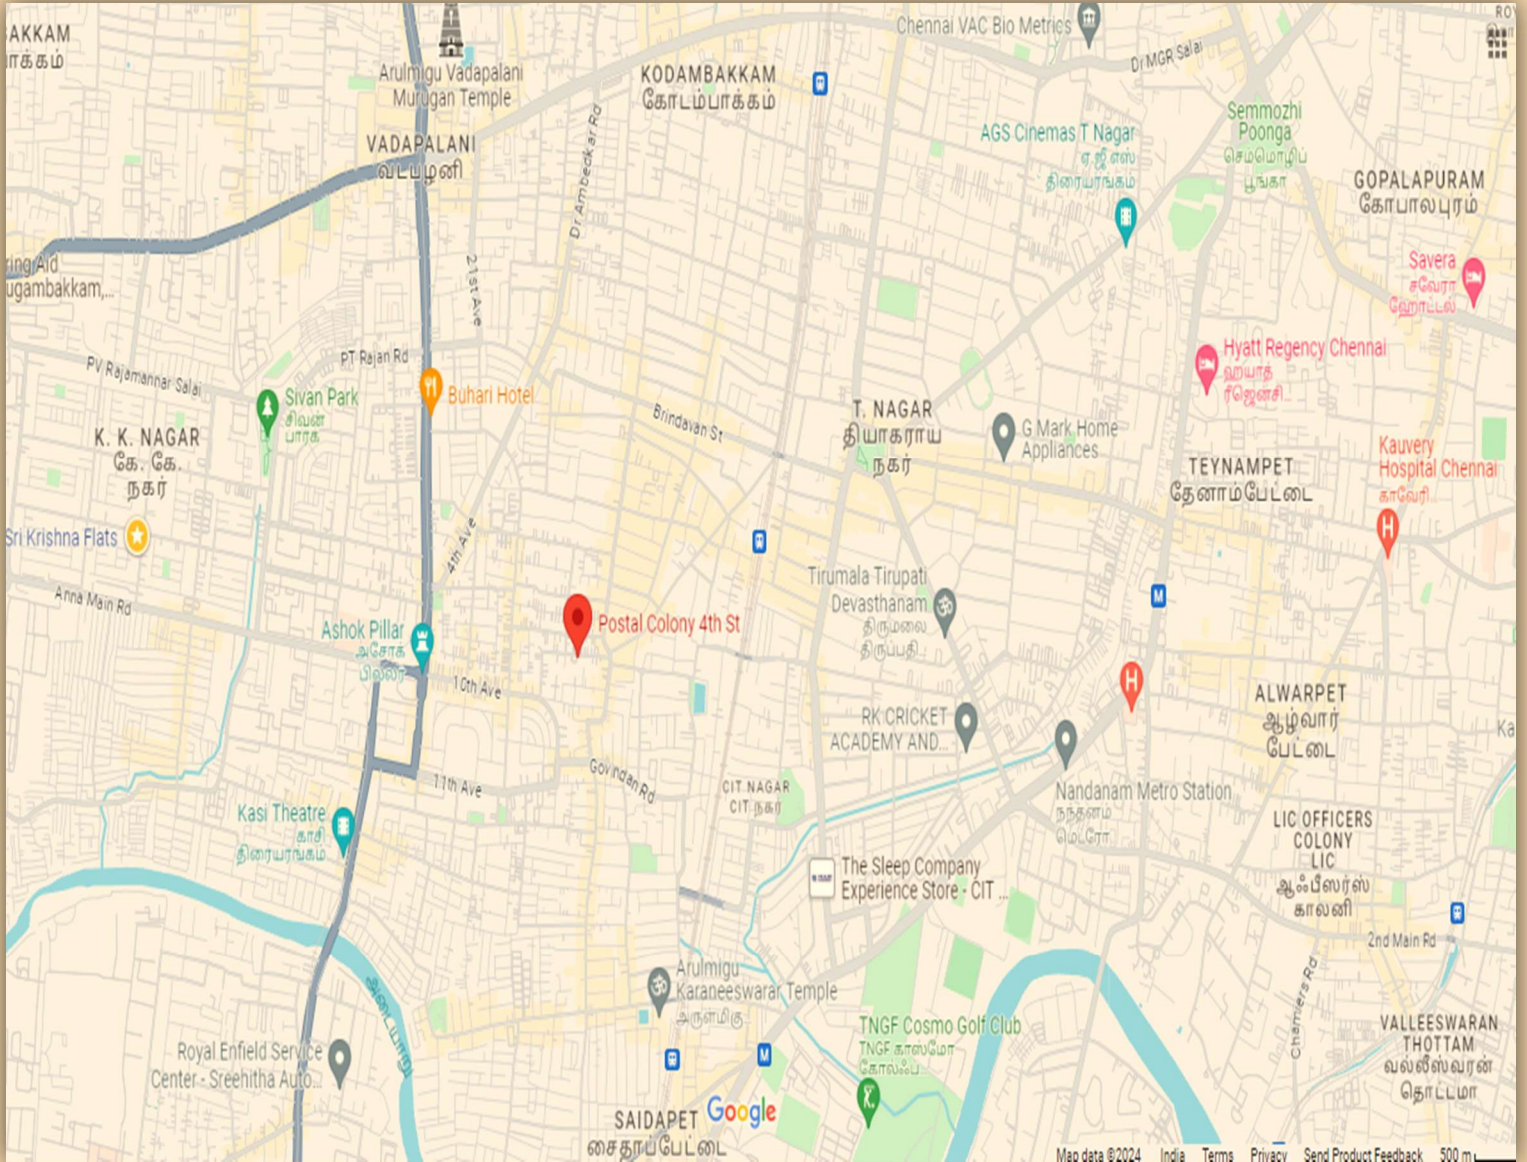 AKKAM
Chennai VAC Bio Metrics
Dr MGR Salai
Arulmigu Vadapalani
Murugan Temple
KODAMBAKKAM
கோடம்பாக்கம்
Dr Ambedkar Rd
VADAPALANI
வடபழனி
AGS Cinemas T Nagar
ஏ ஜி எஸ்
திரையரங்கம்
Semmozhi
Poonga
செம்மொழிப்
பூங்கா
GOPALAPURAM
கோபாலபுரம்
ring Aid
ugambakkam,...
21st Ave
Savera
சவேரா
ஹோட்டல்
PV Rajamannar Salai
PT Rajan Rd
Sivan Park
சிவன்
பார்க்
Buhari Hotel
Brindavan St
Hyatt Regency Chennai
ஹயாத்
ரீஜென்சி...
K. K. NAGAR
கே. கே.
நகர்
T. NAGAR
தியாகராய
நகர்
G Mark Home
Appliances
TEYNAMPET
தேனாம்பேட்டை
Kauvery
Hospital Chennai
காவேரி...
Sri Krishna Flats
4th Ave
Anna Main Rd
Tirumala Tirupati
Devasthanam
திருமலை
திருப்பதி...
Ashok Pillar
அசோக்
பில்லர்
Postal Colony 4th St
10th Ave
RK CRICKET
ACADEMY AND...
ALWARPET
ஆழ்வார்
பேட்டை
Ka
11th Ave
Govindan Rd
CIT NAGAR
CIT நகர்
Nandanam Metro Station
நந்தனம்
மெட்ரோ
Kasi Theatre
காசி
திரையரங்கம்
LIC OFFICERS
COLONY
LIC
ஆஃபீஸர்ஸ்
காலனி
The Sleep Company
Experience Store - CIT ...
2nd Main Rd
Chamiers Rd
அடையாறு
Arulmigu
Karaneeswarar Temple
அருள்மிகு...
TNGF Cosmo Golf Club
TNGF காஸ்மோ
கோல்ஃப்...
VALLEESWARAN
THOTTAM
வல்லீஸ்வரன்
தொட்டமா
Royal Enfield Service
Center - Sreehitha Auto...
SAIDAPET
சைதாப்பேட்டை
Google
Map data ©2024 India Terms Privacy Send Product Feedback 500 m